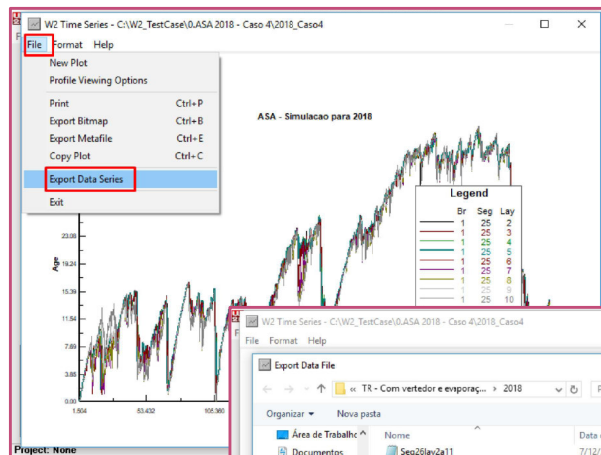 W2 Time Series - C:\W2_TestCase\0.ASA 2018 - Caso 4\2018_Caso4
File Format Help
New Plot
Profile Viewing Options
Print Ctrl+P
Export Bitmap Ctrl+B
Export Metafile Ctrl+E
Copy Plot Ctrl+C
Export Data Series
Exit
ASA - Simulacao para 2018
Legend
Br Seg Lay
1 25 2
1 25 3
1 25 4
1 25 5
1 25 6
1 25 7
1 25 8
1 25 9
1 25 10
Age
23.08
19.24
15.39
11.54
7.69
3.84
0.00
1.504
53.432
105.360
Project: None
W2 Time Series - C:\W2_TestCase\0.ASA 2018 - Caso 4\2018_Caso4
File Format Help
Export Data File
« TR - Com vertedor e evaporaç... > 2018
Organizar Nova pasta
Área de Trabalho Nome Data
Documentos Seg26lay2a11 7/12/